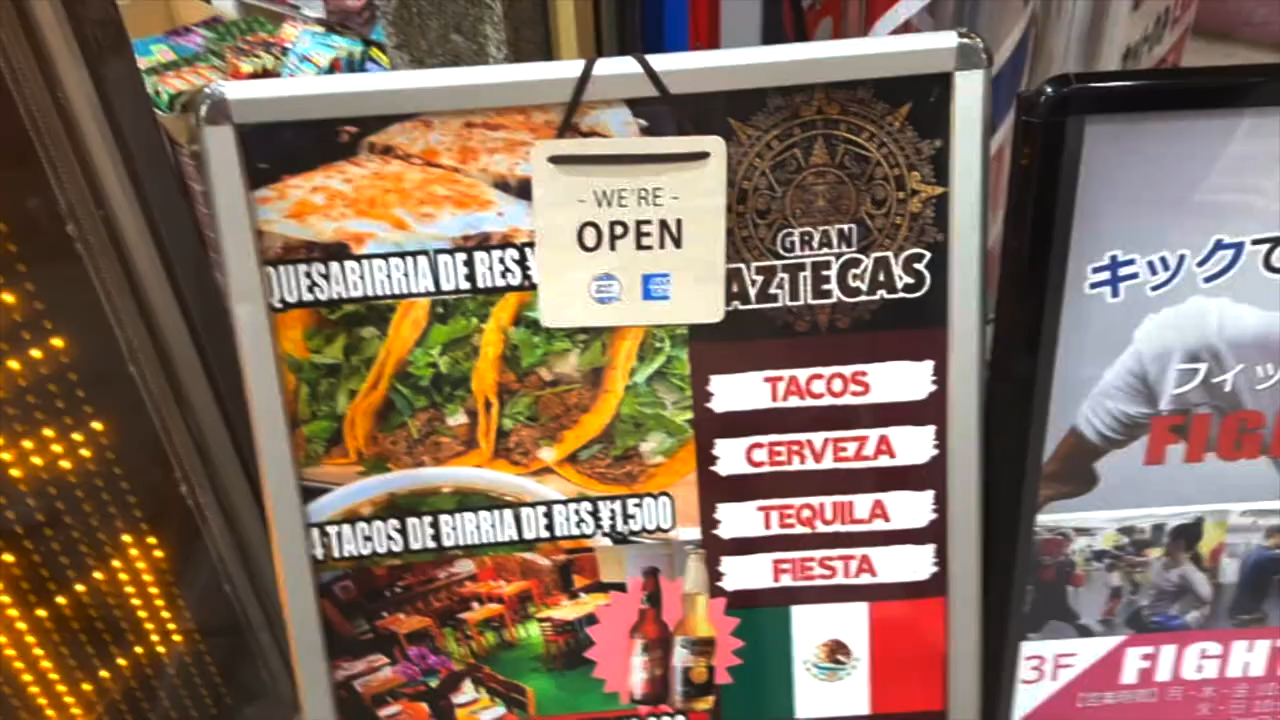 - WE'RE -
OPEN
GRAN
AZTECAS
QUESABIRRIA DE RES ¥
4 TACOS DE BIRRIA DE RES ¥1,500
TACOS
CERVEZA
TEQUILA
FIESTA
キックで
フィッ
FIG
3F FIGH